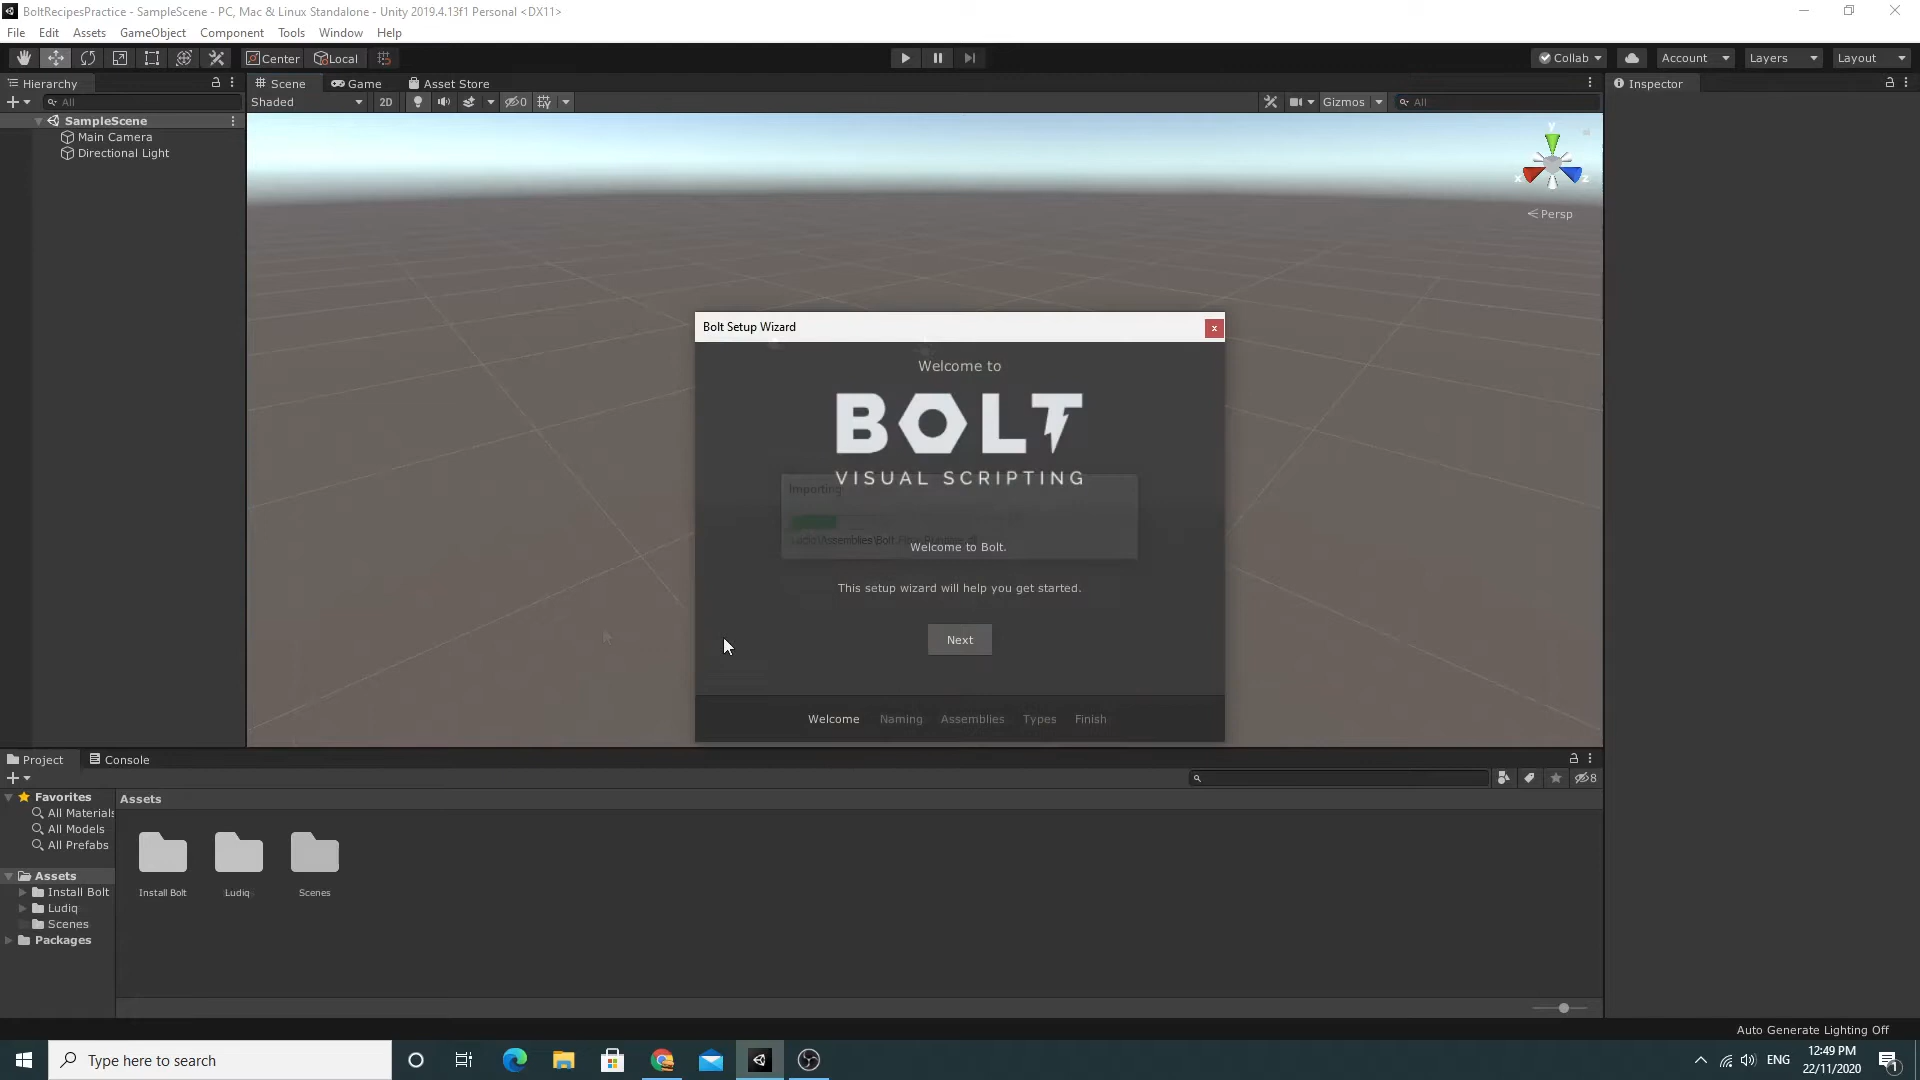 BoltRecipesPractice - SampleScene - PC, Mac & Linux Standalone - Unity 2019.4.13f1 Personal <DX11>
File Edit Assets GameObject Component Tools Window Help
Center Local
Collab Account Layers Layout
Hierarchy
Scene Game Asset Store
Inspector
All
Shaded 2D 0 Gizmos All
SampleScene
Main Camera
Directional Light
y
x z
Persp
Bolt Setup Wizard
x
Welcome to
BOLT
VISUAL SCRIPTING
Importing
Welcome to Bolt.
This setup wizard will help you get started.
Next
Welcome Naming Assemblies Types Finish
Project Console
8
Favorites
All Materials
All Models
All Prefabs
Assets
Install Bolt
Ludiq
Scenes
Packages
Assets
Install Bolt Ludiq Scenes
Auto Generate Lighting Off
Type here to search
ENG
12:49 PM
22/11/2020
1